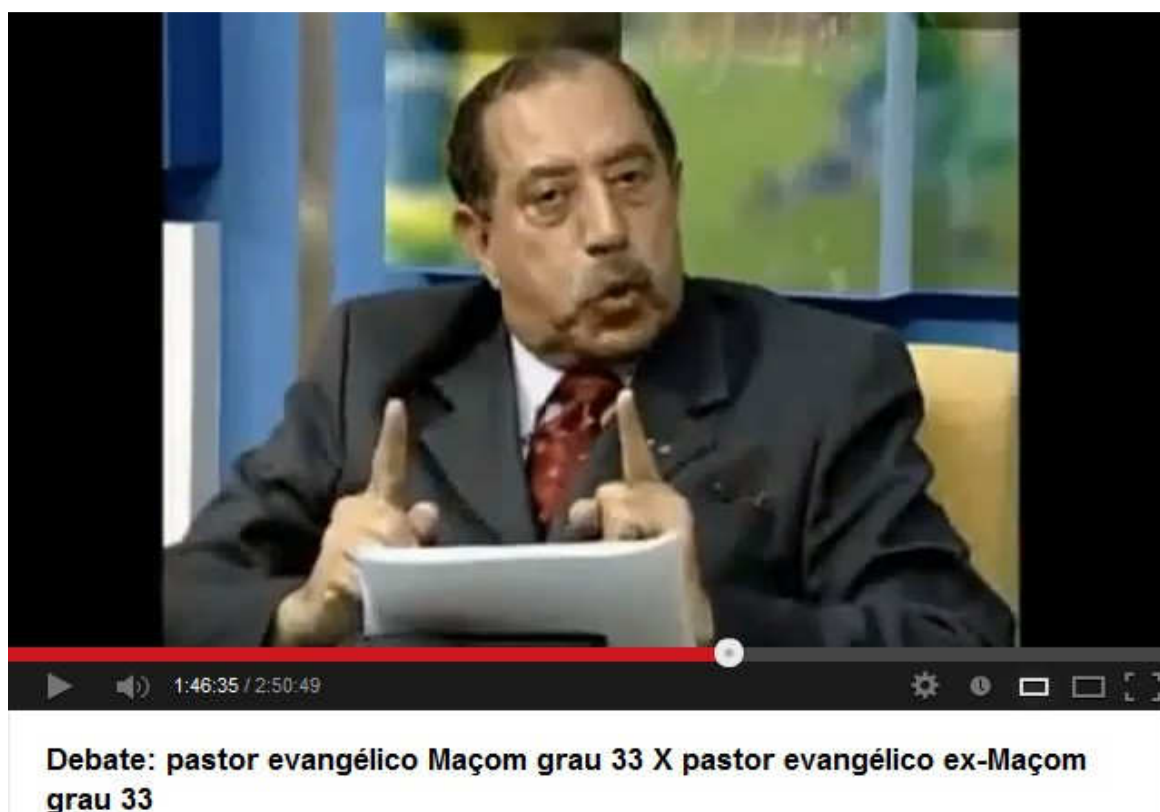 1:46:35 / 2:50:49
Debate: pastor evangélico Maçom grau 33 X pastor evangélico ex-Maçom
grau 33